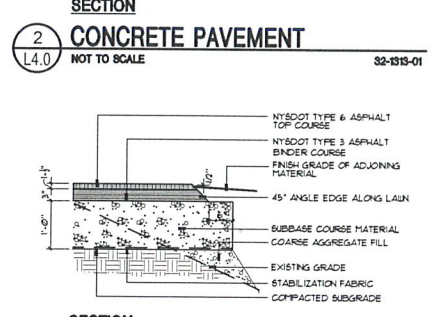 SECTION
2
L4.0
CONCRETE PAVEMENT
NOT TO SCALE
32-1313-01
NYSDOT TYPE 6 ASPHALT
TOP COURSE
NYSDOT TYPE 3 ASPHALT
BINDER COURSE
FINISH GRADE OF ADJOINING
MATERIAL
45° ANGLE EDGE ALONG LAWN
SUBBASE COURSE MATERIAL
COARSE AGGREGATE FILL
EXISTING GRADE
STABILIZATION FABRIC
COMPACTED SUBGRADE
3"
1'-0"
6"